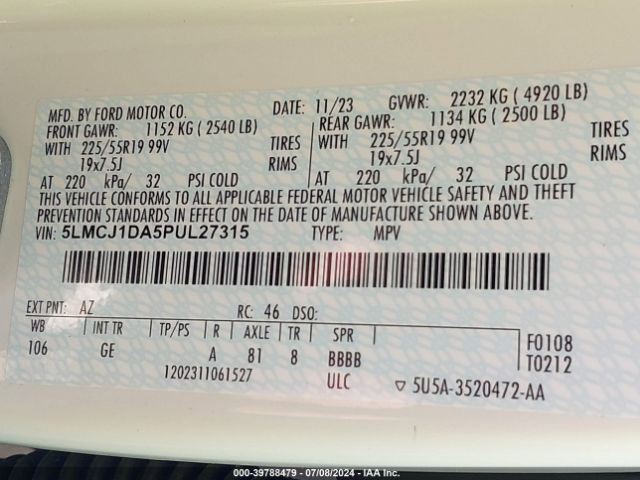 MFD. BY FORD MOTOR CO. DATE: 11/23 GVWR: 2232 KG ( 4920 LB)
FRONT GAWR: 1152 KG ( 2540 LB) REAR GAWR: 1134 KG ( 2500 LB)
WITH 225/55R19 99V TIRES WITH 225/55R19 99V TIRES
19x7.5J RIMS 19x7.5J RIMS
AT 220 kPa/ 32 PSI COLD AT 220 kPa/ 32 PSI COLD
THIS VEHICLE CONFORMS TO ALL APPLICABLE FEDERAL MOTOR VEHICLE SAFETY AND THEFT
PREVENTION STANDARDS IN EFFECT ON THE DATE OF MANUFACTURE SHOWN ABOVE.
VIN: 5LMCJ1DA5PUL27315 TYPE: MPV
EXT PNT: AZ RC: 46 DSO:
WB INT TR TP/PS R AXLE TR SPR F0108
106 GE A 81 8 BBBB T0212
1202311061527 ULC ▽ 5U5A-3520472-AA
000-39788479 - 07/08/2024 - IAA Inc.